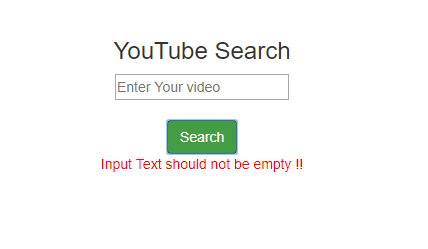 YouTube Search
Enter Your video
Search
Input Text should not be empty !!